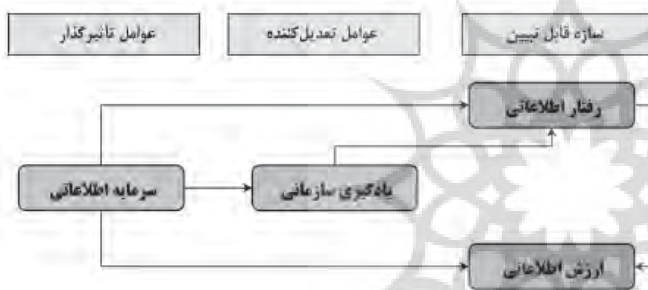 سازه قابل تبیین
عوامل تعدیل‌کننده
عوامل تأثیرگذار
رفتار اطلاعاتی
یادگیری سازمانی
سرمایه اطلاعاتی
ارزش اطلاعاتی